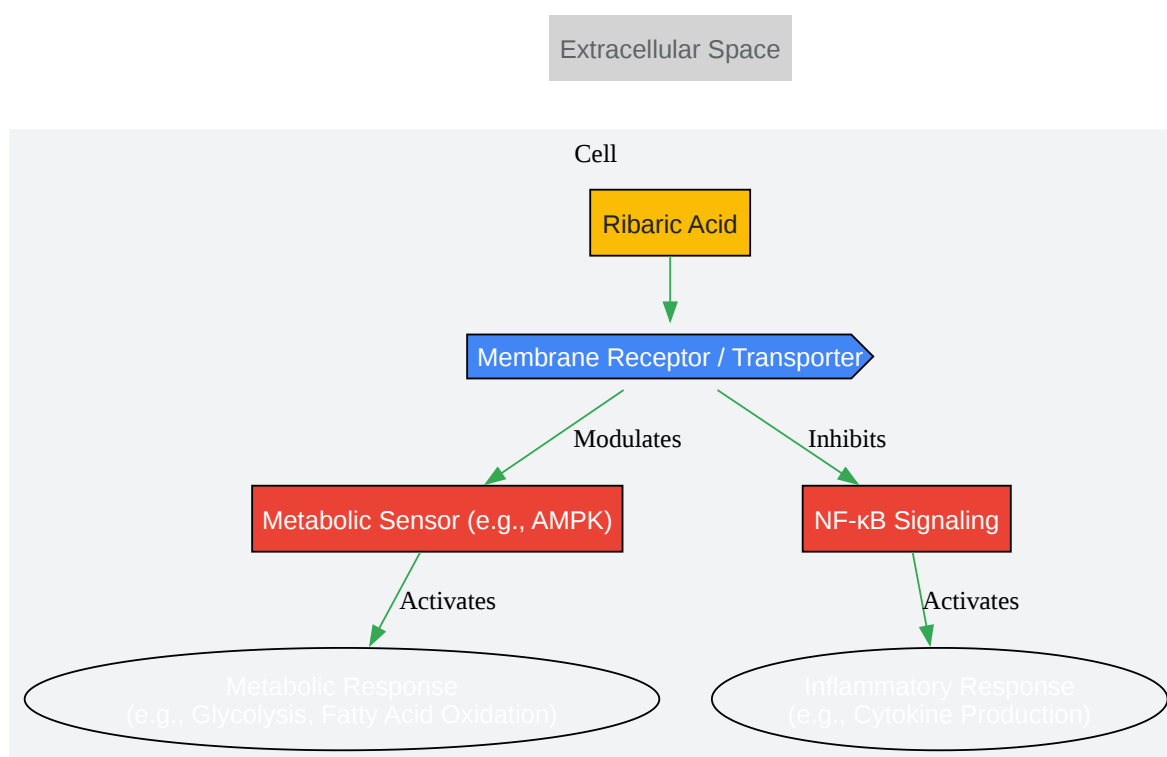 Extracellular Space
Cell
Ribaric Acid
Membrane Receptor / Transporter
Modulates
Inhibits
Metabolic Sensor (e.g., AMPK)
NF-κB Signaling
Activates
Activates
Metabolic Response
(e.g., Glycolysis, Fatty Acid Oxidation)
Inflammatory Response
(e.g., Cytokine Production)